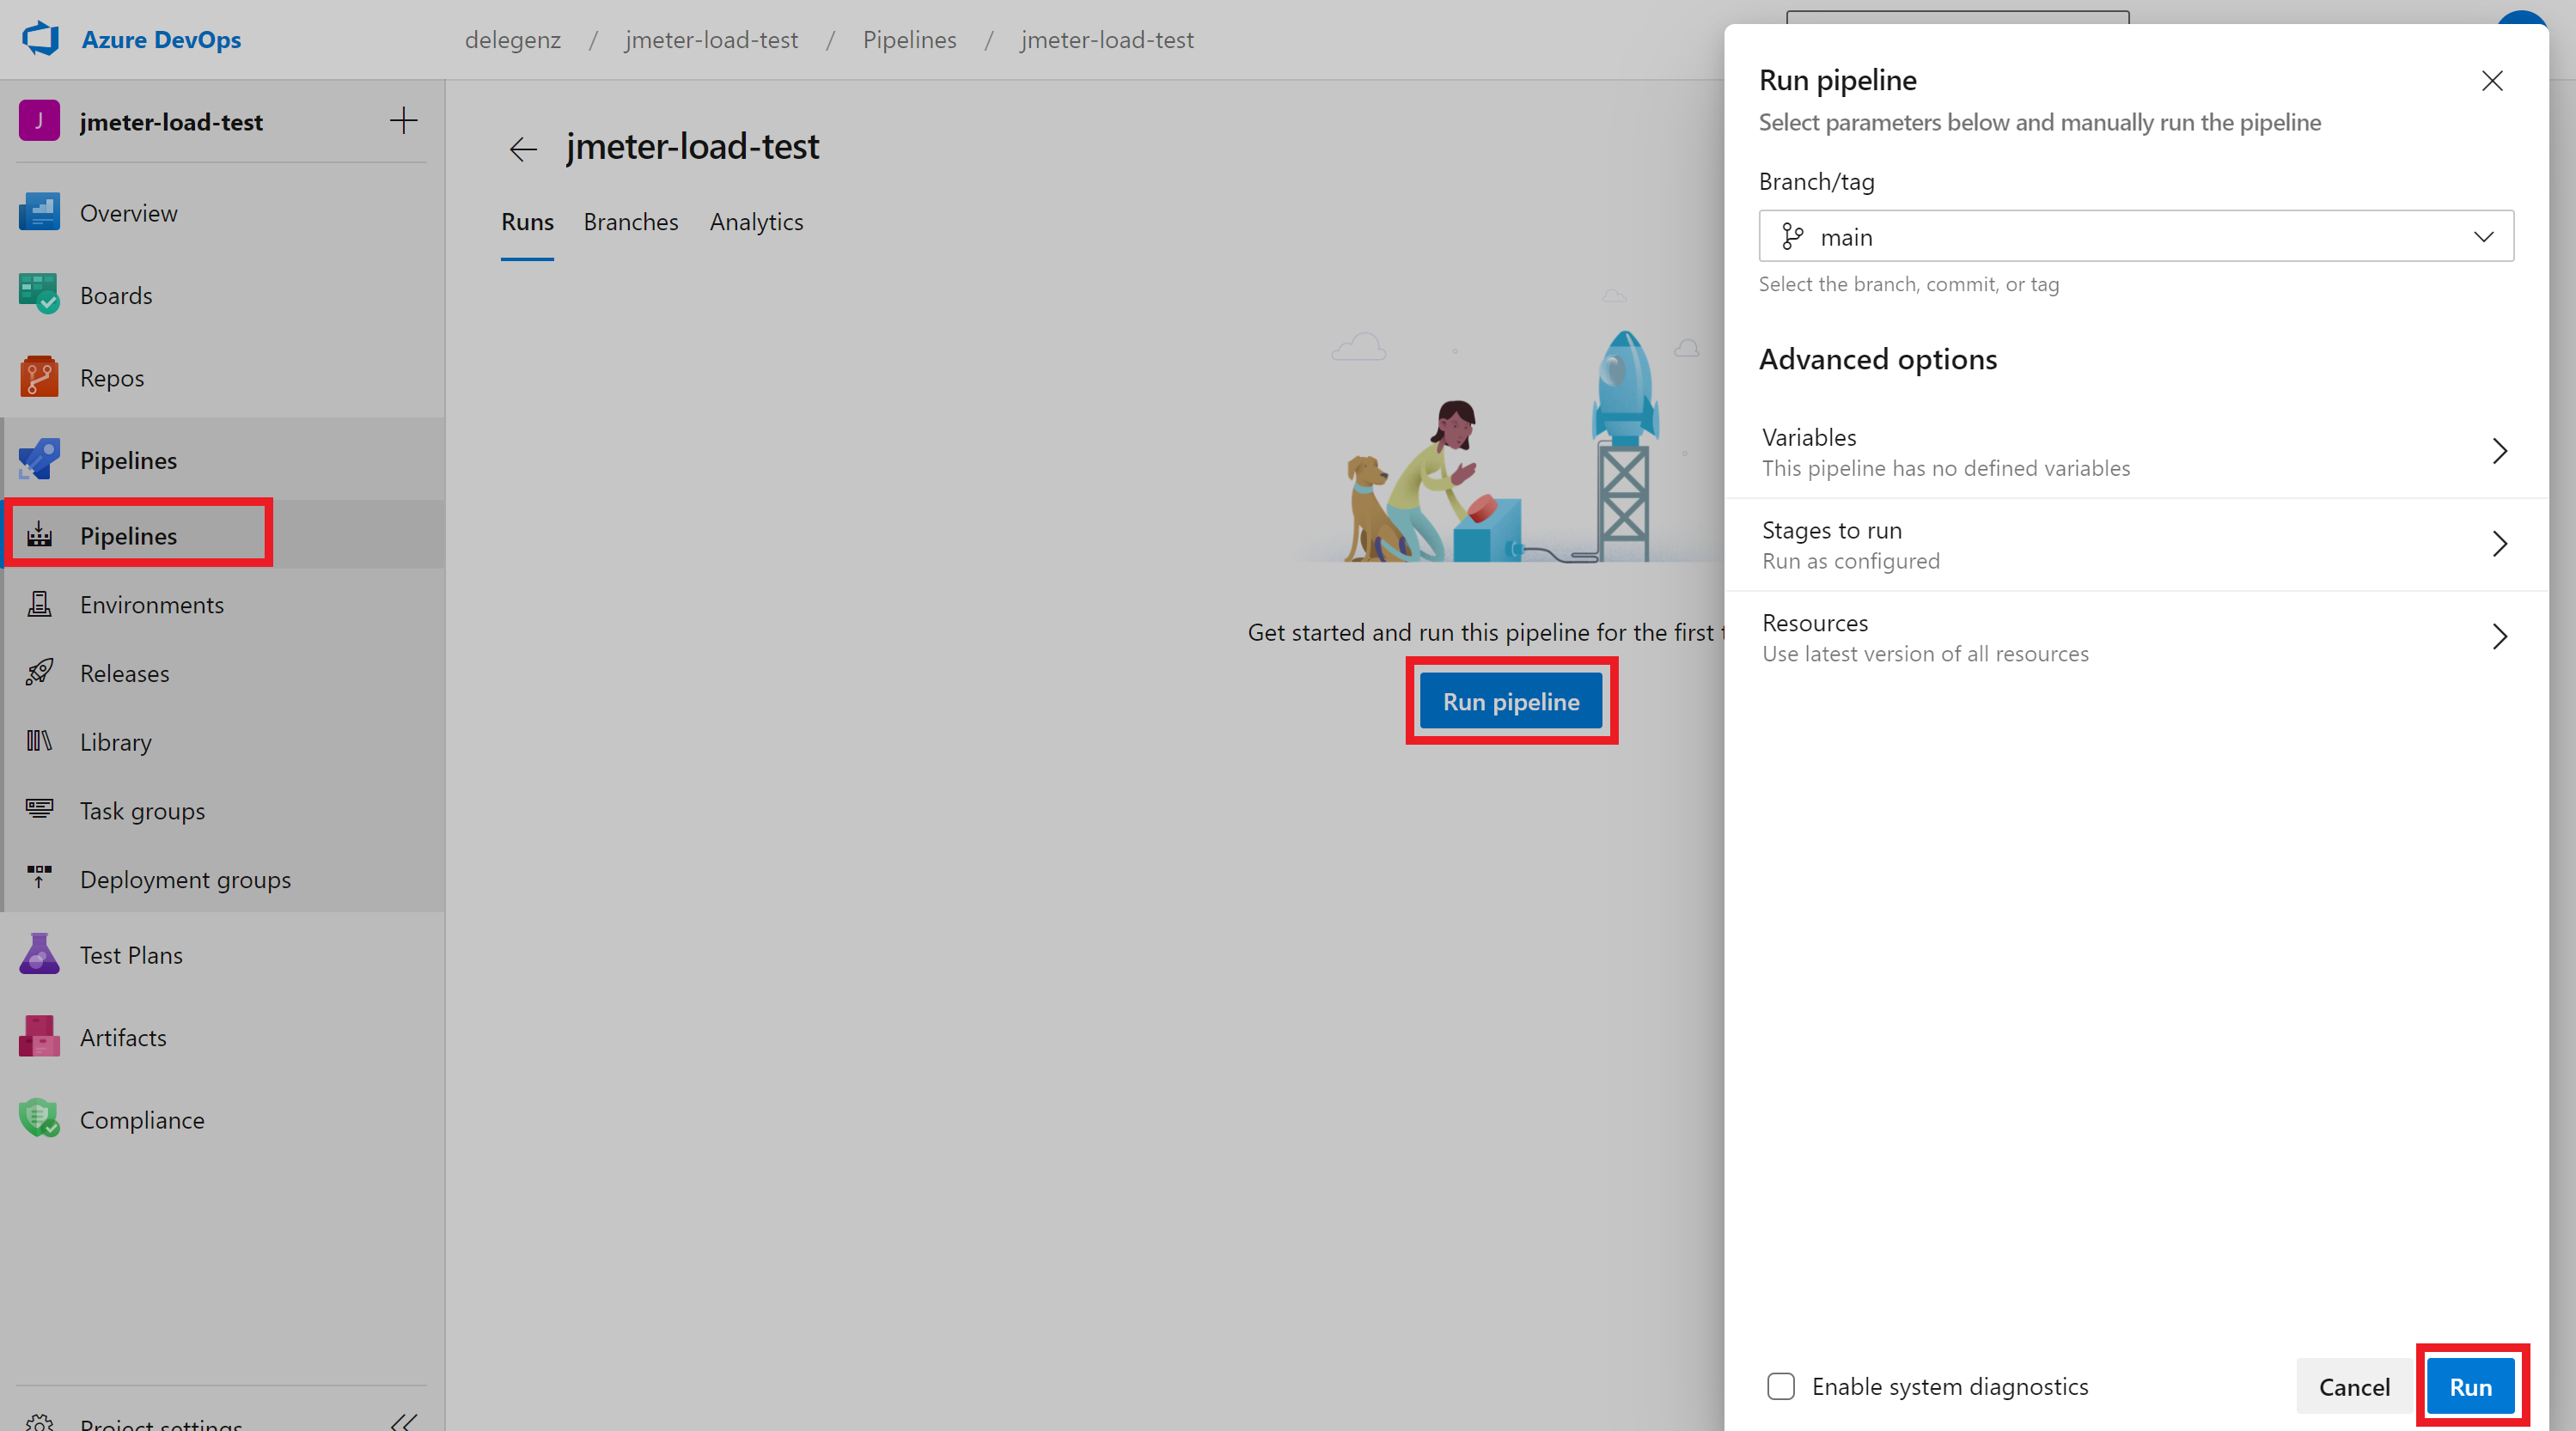 Azure DevOps
delegenz / jmeter-load-test / Pipelines / jmeter-load-test
J
jmeter-load-test
Overview
Boards
Repos
Pipelines
Pipelines
Environments
Releases
Library
Task groups
Deployment groups
Test Plans
Artifacts
Compliance
Project settings
jmeter-load-test
Runs Branches Analytics
Get started and run this pipeline for the first
Run pipeline
Run pipeline
Select parameters below and manually run the pipeline
Branch/tag
main
Select the branch, commit, or tag
Advanced options
Variables
This pipeline has no defined variables
Stages to run
Run as configured
Resources
Use latest version of all resources
Enable system diagnostics
Cancel
Run